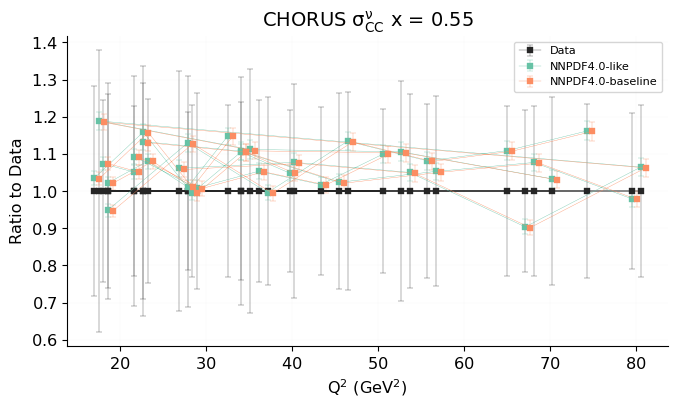 CHORUS σ^ν_CC x = 0.55
Data
NNPDF4.0-like
NNPDF4.0-baseline
Ratio to Data
1.4
1.3
1.2
1.1
1.0
0.9
0.8
0.7
0.6
20 30 40 50 60 70 80
Q² (GeV²)